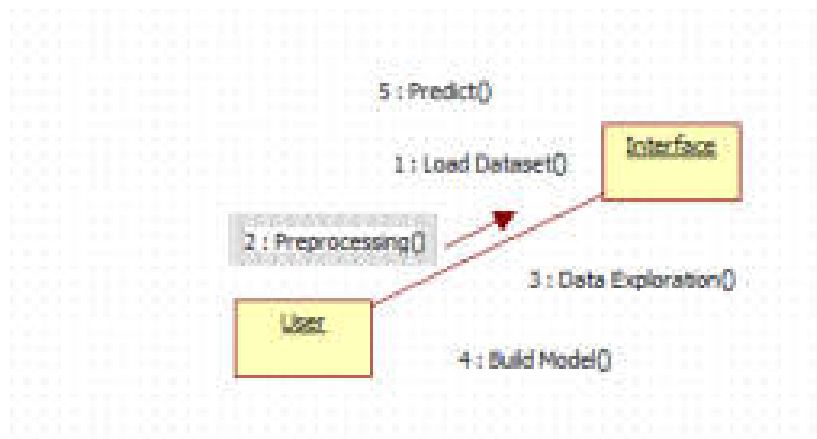 5 : Predict()
Interface
1 : Load Dataset()
2 : Preprocessing()
3 : Data Exploration()
User
4 : Build Model()